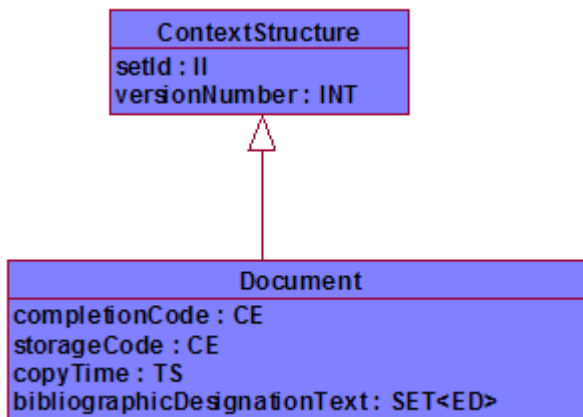 ContextStructure
setId : II
versionNumber : INT
Document
completionCode : CE
storageCode : CE
copyTime : TS
bibliographicDesignationText : SET<ED>